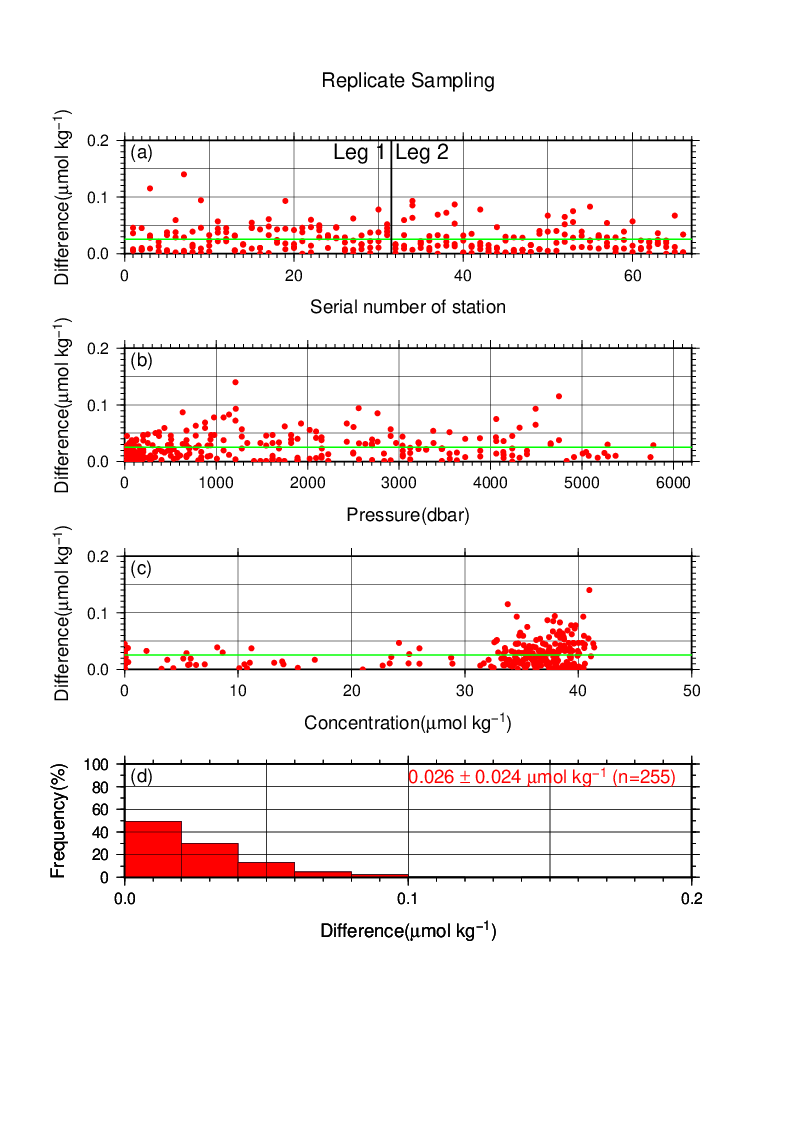 Replicate Sampling
(a) Leg 1 Leg 2
0.2
0.1
0.0
Difference(μmol kg⁻¹)
0 20 40 60
Serial number of station
(b)
0.2
0.1
0.0
Difference(μmol kg⁻¹)
0 1000 2000 3000 4000 5000 6000
Pressure(dbar)
(c)
0.2
0.1
0.0
Difference(μmol kg⁻¹)
0 10 20 30 40 50
Concentration(μmol kg⁻¹)
(d) 0.026 ± 0.024 μmol kg⁻¹ (n=255)
100
80
60
40
20
0
Frequency(%)
0.0 0.1 0.2
Difference(μmol kg⁻¹)